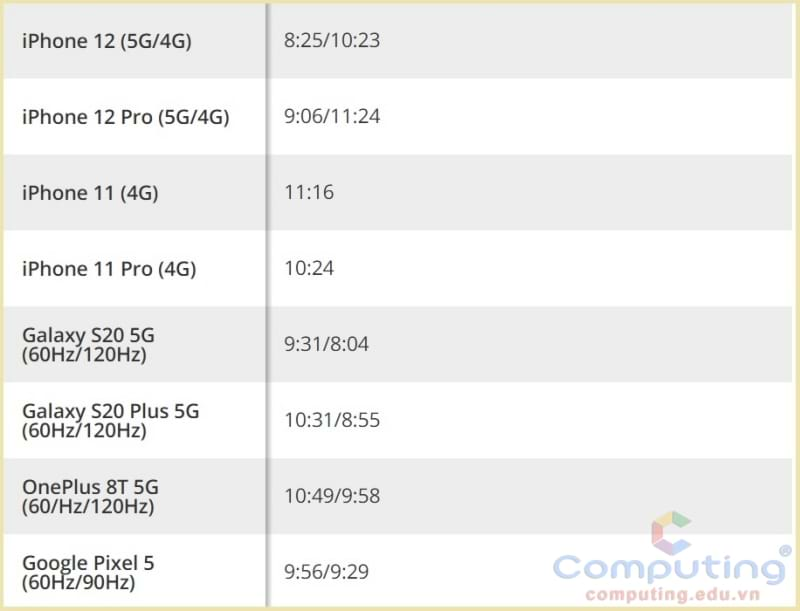 iPhone 12 (5G/4G) 8:25/10:23
iPhone 12 Pro (5G/4G) 9:06/11:24
iPhone 11 (4G) 11:16
iPhone 11 Pro (4G) 10:24
Galaxy S20 5G
(60Hz/120Hz) 9:31/8:04
Galaxy S20 Plus 5G
(60Hz/120Hz) 10:31/8:55
OnePlus 8T 5G
(60/Hz/120Hz) 10:49/9:58
Google Pixel 5
(60Hz/90Hz) 9:56/9:29
Computing®
computing.edu.vn